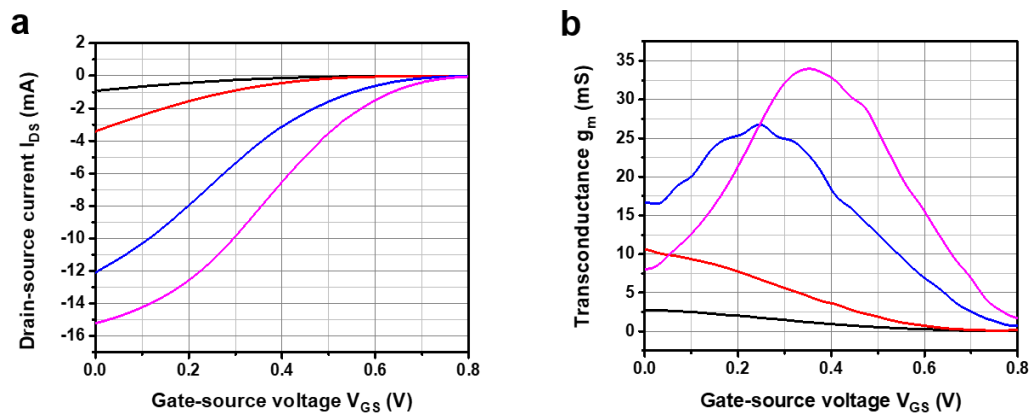 a
2
0
-2
-4
-6
-8
-10
-12
-14
-16
Drain-source current I_DS (mA)
0.0 0.2 0.4 0.6 0.8
Gate-source voltage V_GS (V)
b
35
30
25
20
15
10
5
0
Transconductance g_m (mS)
0.0 0.2 0.4 0.6 0.8
Gate-source voltage V_GS (V)